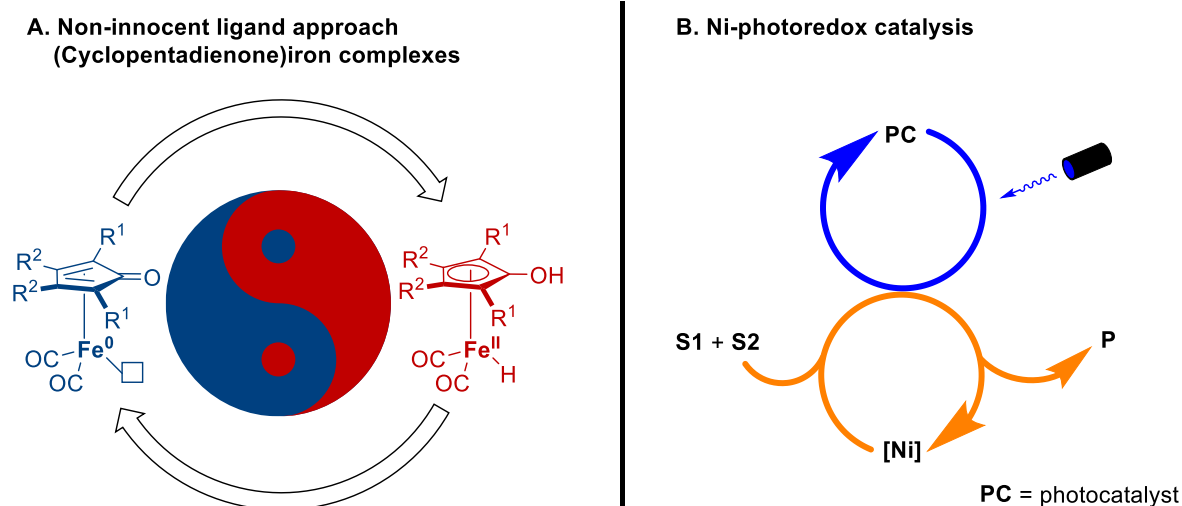 A. Non-innocent ligand approach
(Cyclopentadienone)iron complexes
R¹
R²
R²
O
R¹
Fe⁰
OC
OC
R¹
R²
R²
OH
R¹
Feᴵᴵ
OC
H
OC
B. Ni-photoredox catalysis
PC
S1 + S2
P
[Ni]
PC = photocatalyst